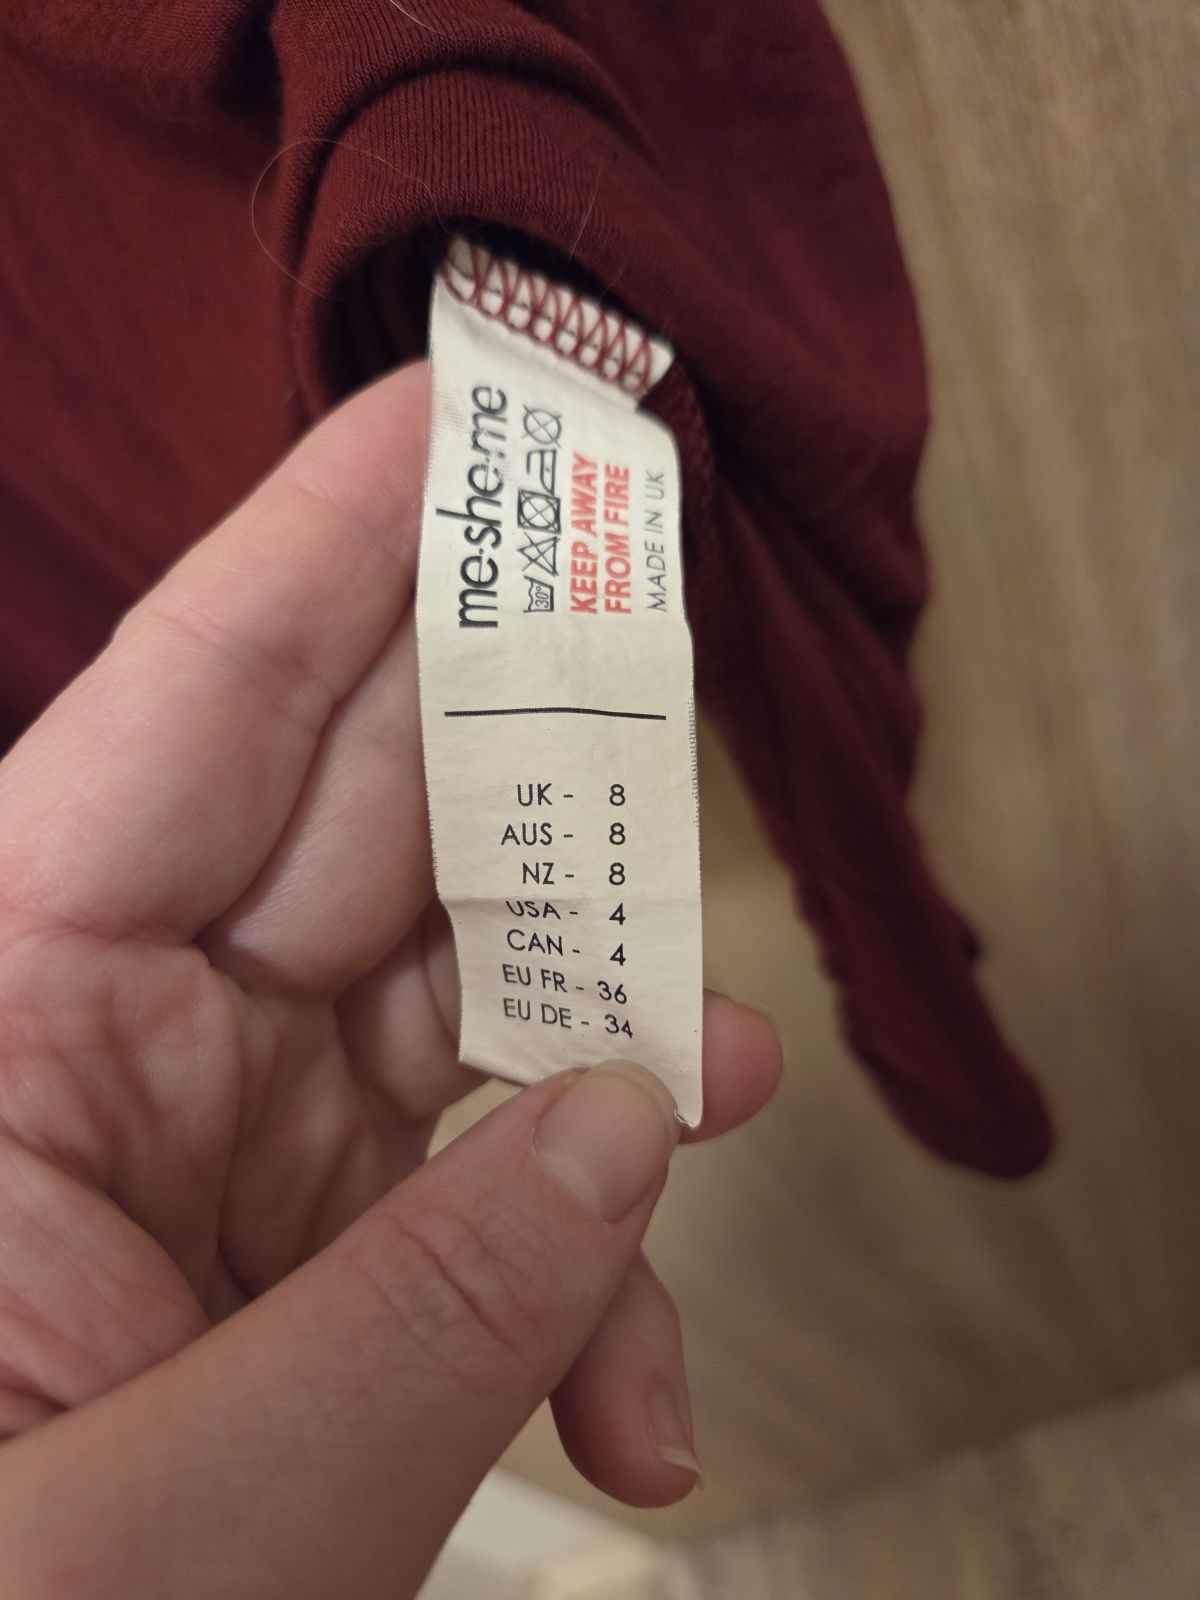 me·she·me
30°
KEEP AWAY
FROM FIRE
MADE IN UK
UK - 8
AUS - 8
NZ - 8
USA - 4
CAN - 4
EU FR - 36
EU DE - 34